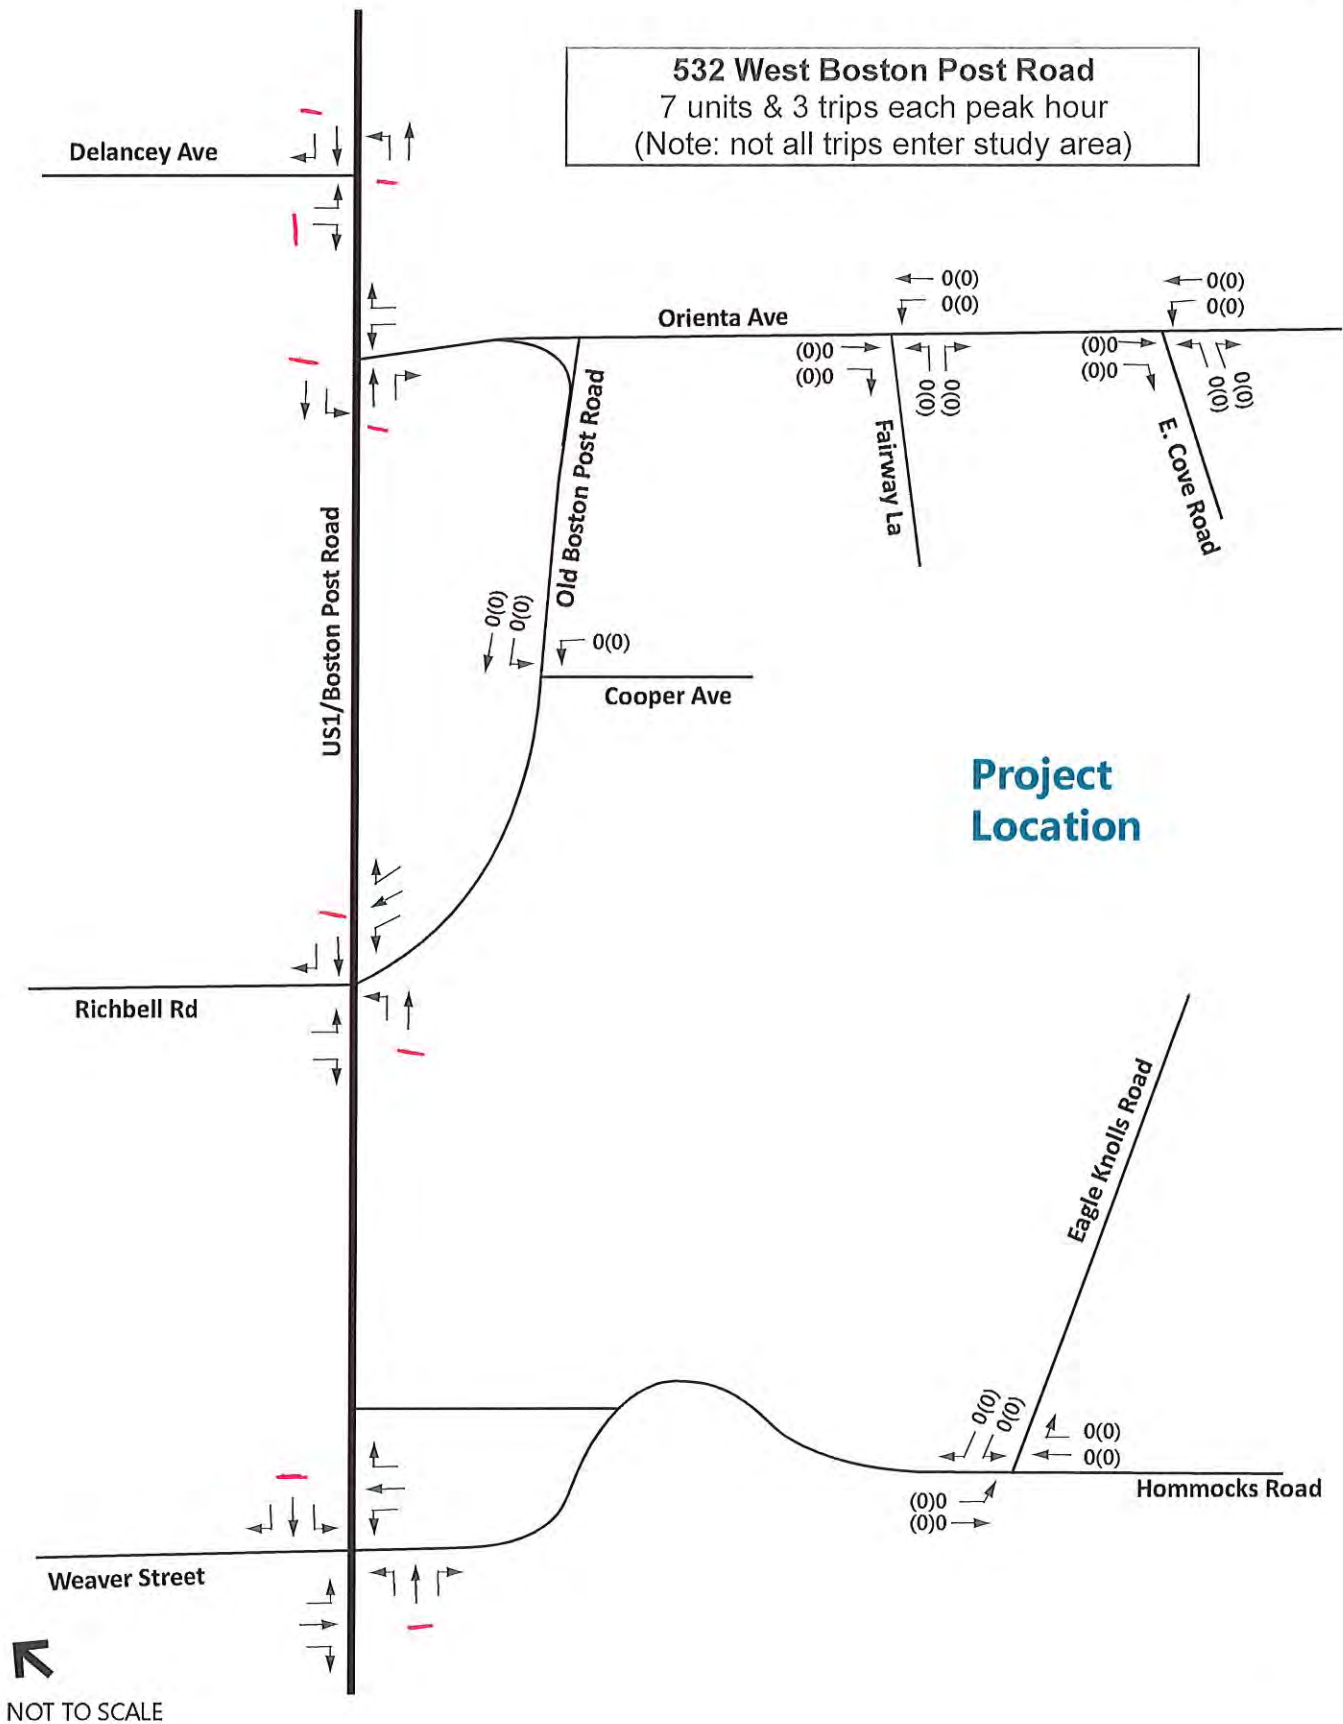 532 West Boston Post Road
7 units & 3 trips each peak hour
(Note: not all trips enter study area)
Delancey Ave
Orienta Ave
0(0)
0(0)
(0)0
(0)0
0(0)
0(0)
Fairway La
0(0)
0(0)
(0)0
(0)0
0(0)
0(0)
E. Cove Road
US1/Boston Post Road
Old Boston Post Road
0(0)
0(0)
0(0)
Cooper Ave
Project
Location
Richbell Rd
Eagle Knolls Road
0(0)
0(0)
0(0)
0(0)
(0)0
(0)0
Hommocks Road
Weaver Street
NOT TO SCALE